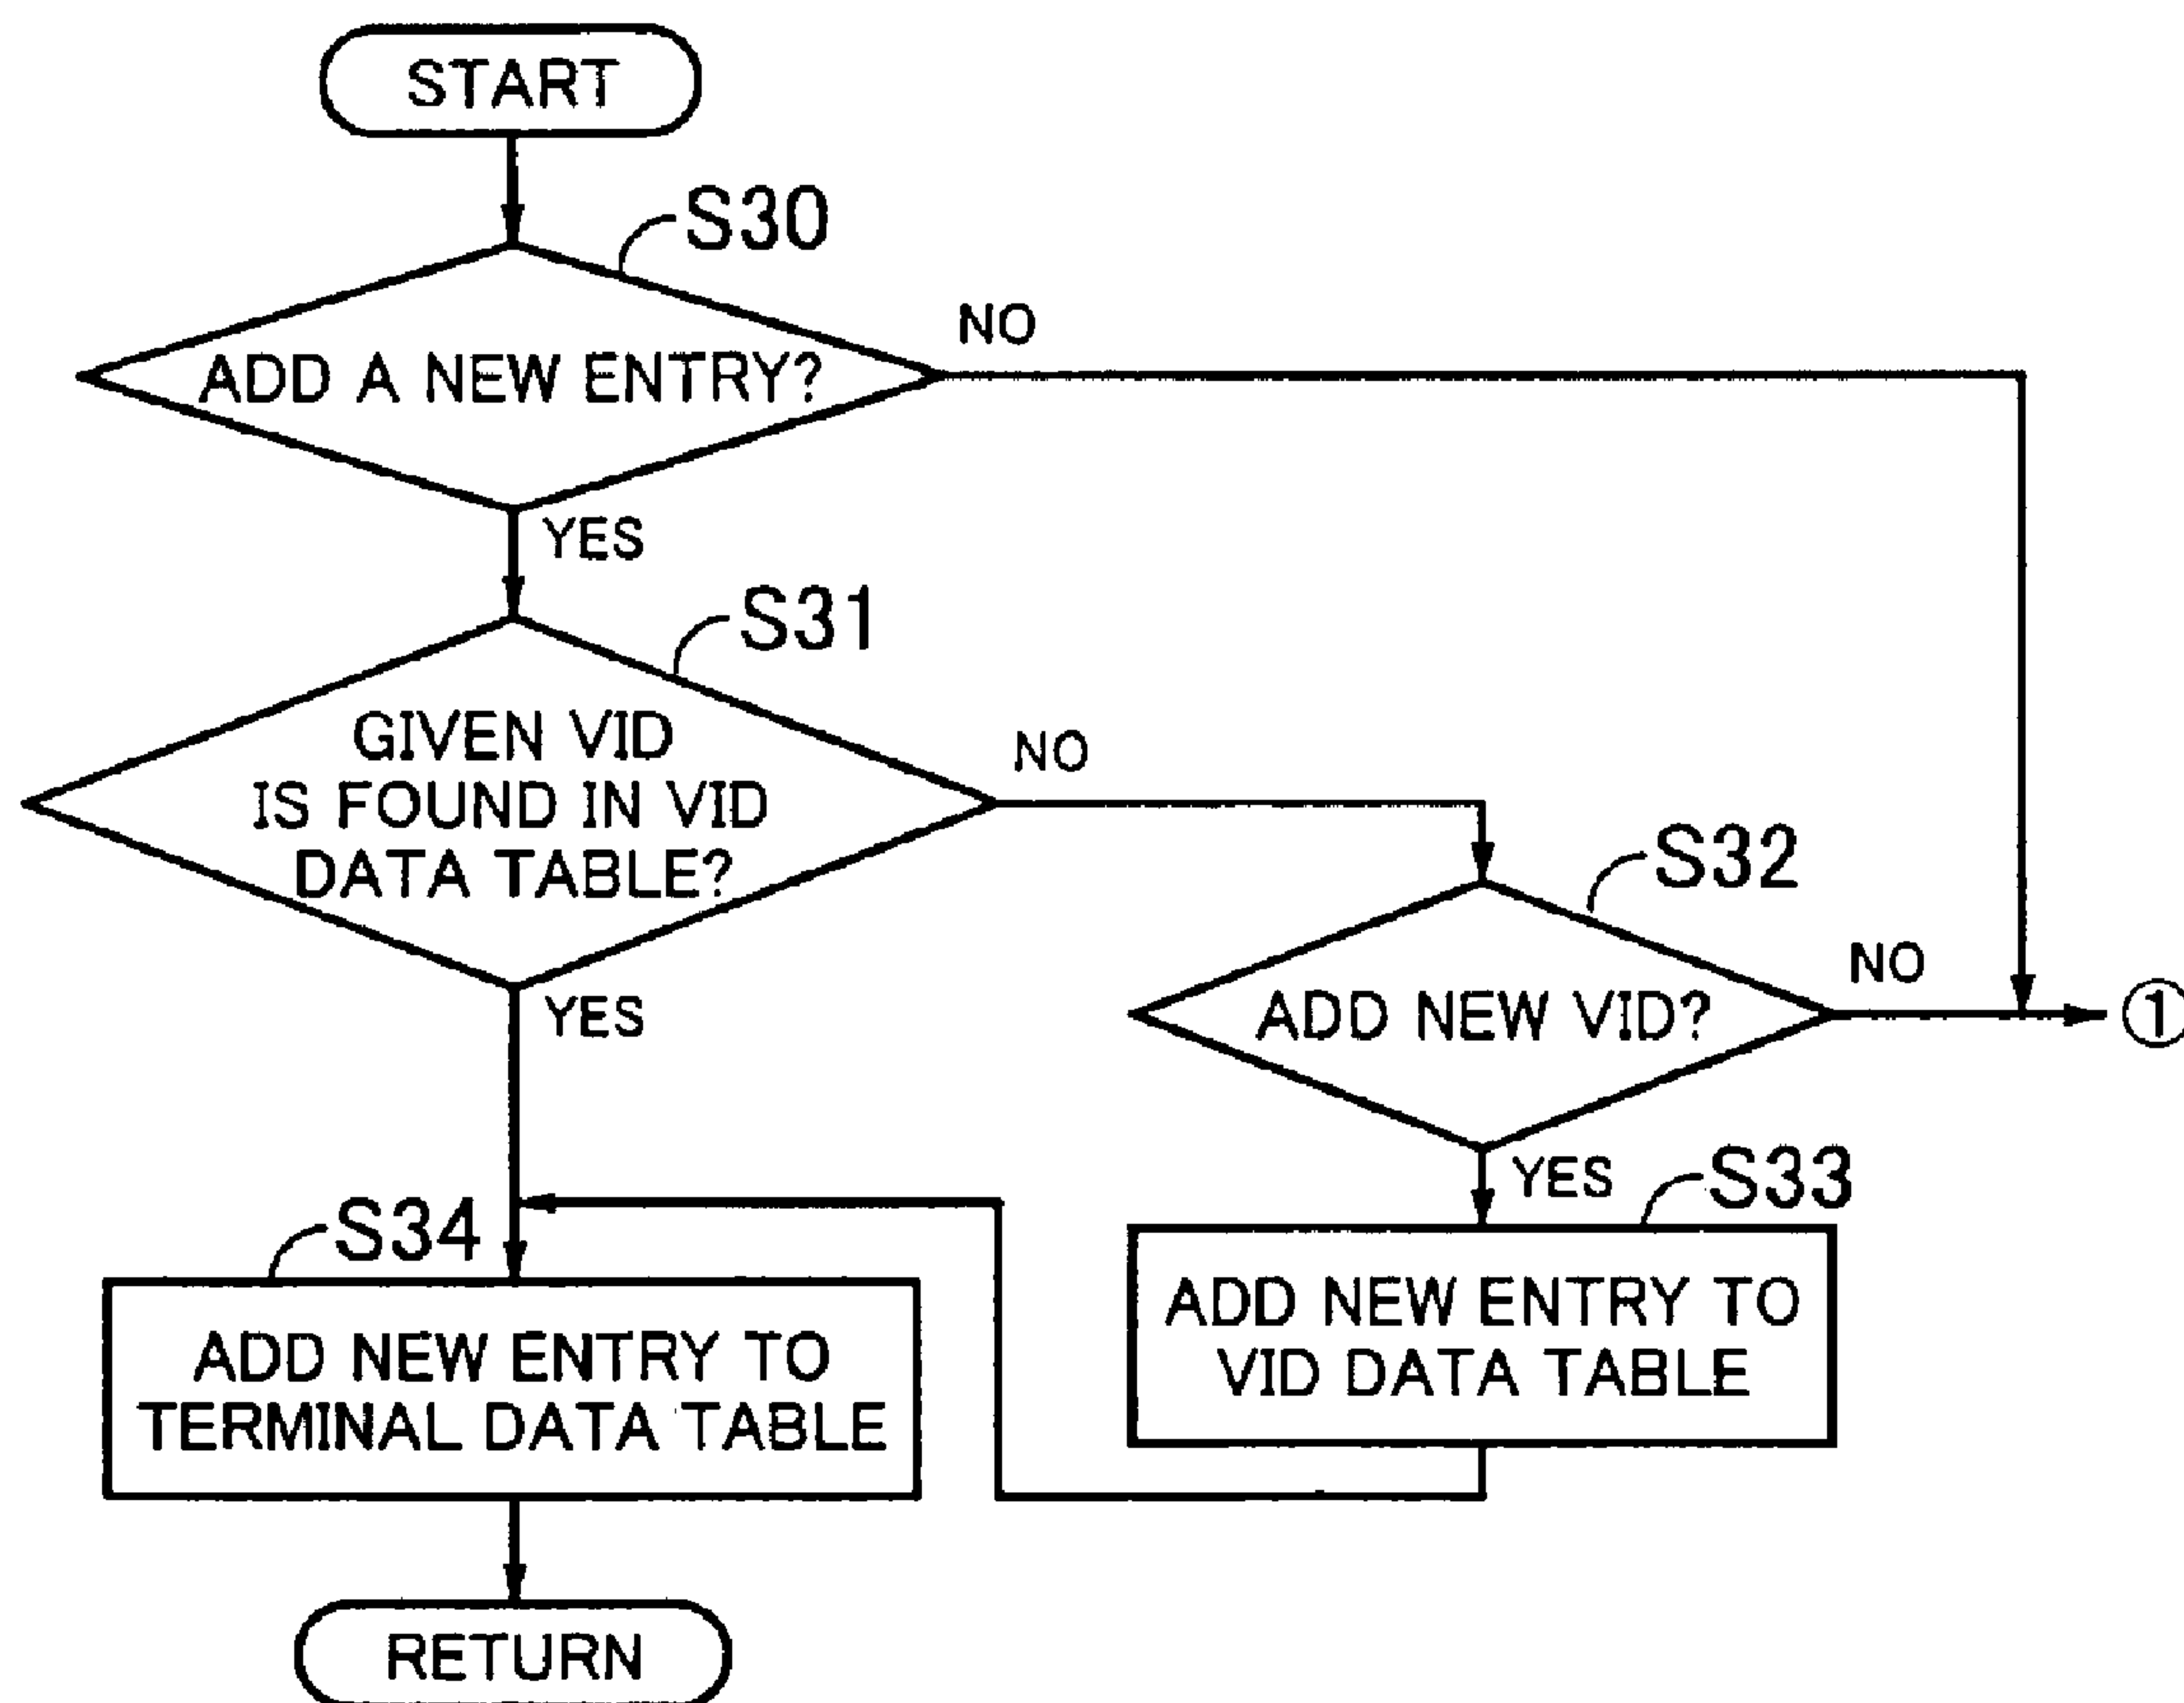 START
S30
NO
ADD A NEW ENTRY?
YES
S31
GIVEN VID
IS FOUND IN VID
DATA TABLE?
NO
YES
S32
NO
ADD NEW VID?
①
YES
S33
ADD NEW ENTRY TO
VID DATA TABLE
S34
ADD NEW ENTRY TO
TERMINAL DATA TABLE
RETURN